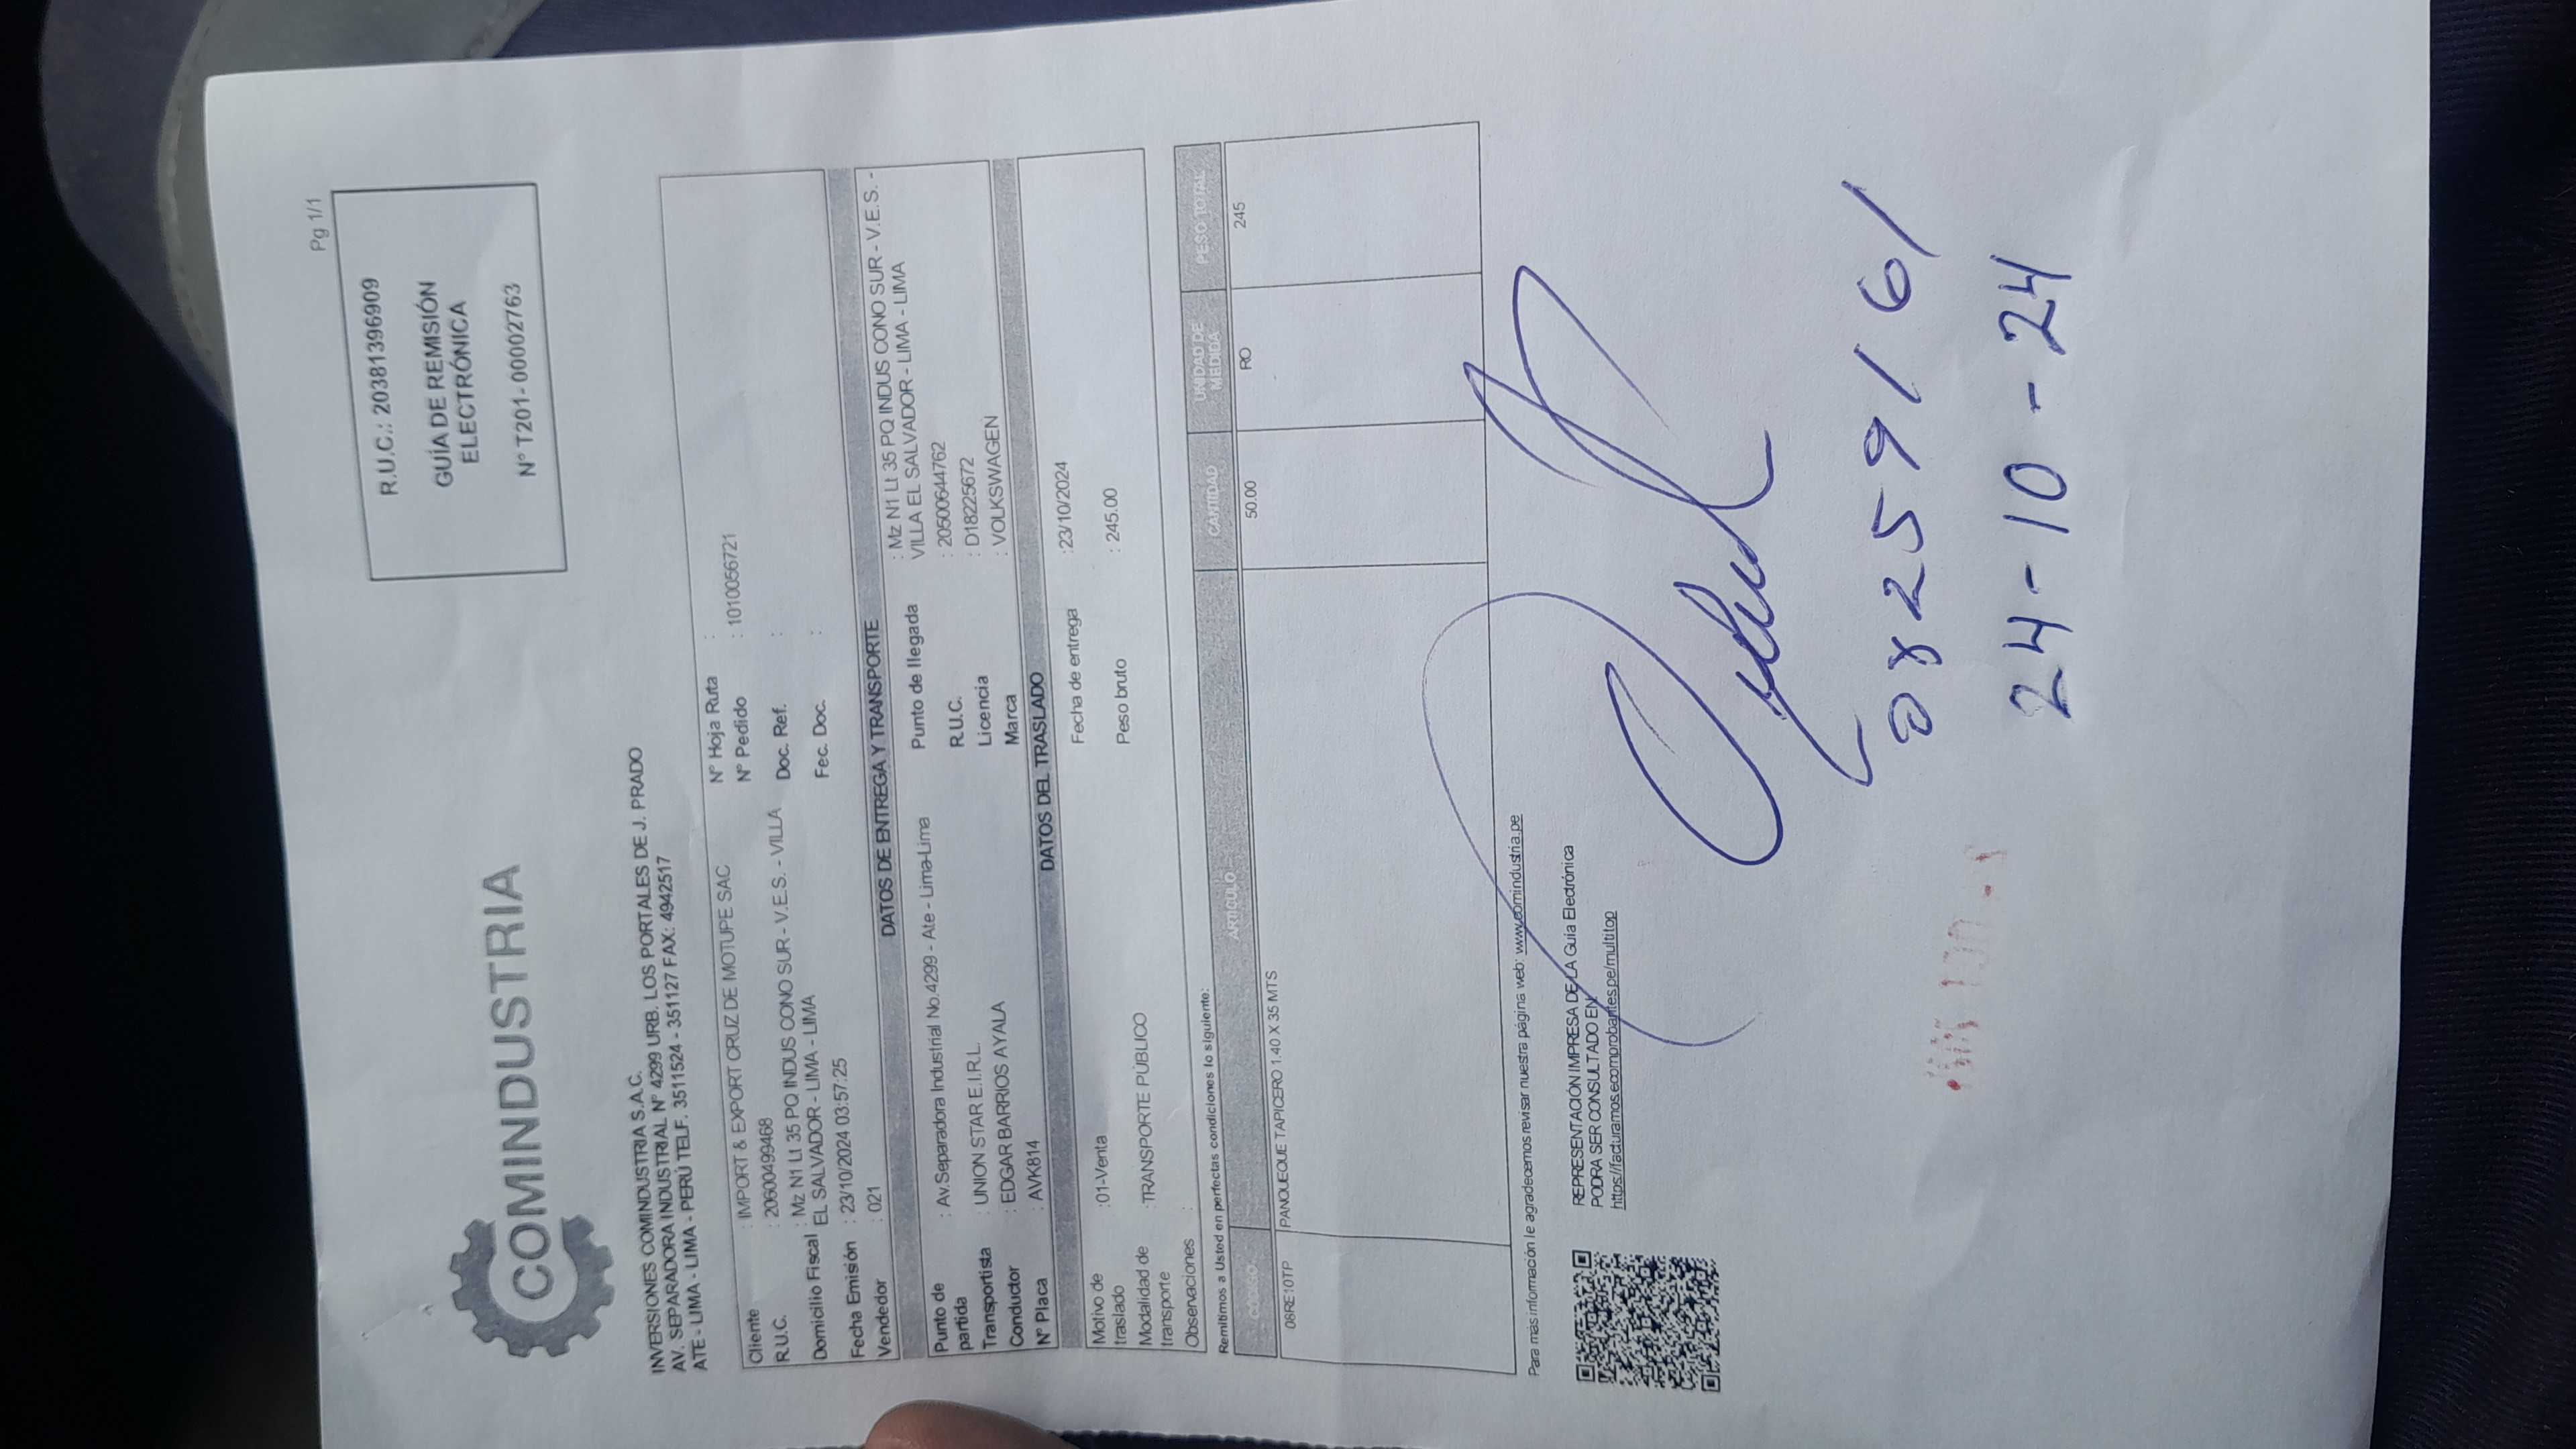 Pg 1/1
COMINDUSTRIA
R.U.C.: 20381396909
GUÍA DE REMISIÓN
ELECTRÓNICA
N° T201-00002763
INVERSIONES COMINDUSTRIA S.A.C.
AV. SEPARADORA INDUSTRIAL N° 4299 URB. LOS PORTALES DE J. PRADO
ATE - LIMA - LIMA - PERÚ TELF. 3511524 - 351127 FAX: 4942517
Cliente : IMPORT & EXPORT CRUZ DE MOTUPE SAC N° Hoja Ruta :
R.U.C. : 20600499468 N° Pedido : 1010056721
Domicilio Fiscal : Mz N1 Lt 35 PQ INDUS CONO SUR - V.E.S. - VILLA Doc. Ref. :
EL SALVADOR - LIMA - LIMA Fec. Doc. :
Fecha Emisión : 23/10/2024 03:57:25
Vendedor : 021
DATOS DE ENTREGA Y TRANSPORTE
Punto de partida : Av.Separadora Industrial No.4299 - Ate - Lima-Lima Punto de llegada : Mz N1 Lt 35 PQ INDUS CONO SUR - V.E.S. -
VILLA EL SALVADOR - LIMA - LIMA
Transportista : UNION STAR E.I.R.L. R.U.C. : 20500644762
Conductor : EDGAR BARRIOS AYALA Licencia : D18225672
N° Placa : AVK814 Marca : VOLKSWAGEN
DATOS DEL TRASLADO
Motivo de traslado :01-Venta Fecha de entrega :23/10/2024
Modalidad de transporte :TRANSPORTE PÚBLICO Peso bruto : 245.00
Observaciones :
Remitimos a Usted en perfectas condiciones lo siguiente:
CODIGO ARTICULO CANTIDAD UNIDAD DE MEDIDA PESO TOTAL
06RE10TP PANQUEQUE TAPICERO 1.40 X 35 MTS 50.00 RO 245
Para más información le agradecemos revisar nuestra página web: www.comindustria.pe
REPRESENTACIÓN IMPRESA DE LA Guía Electrónica
PODRA SER CONSULTADO EN:
https://facturamos.ecomprobantes.pe/multitop
08259161
24-10-24